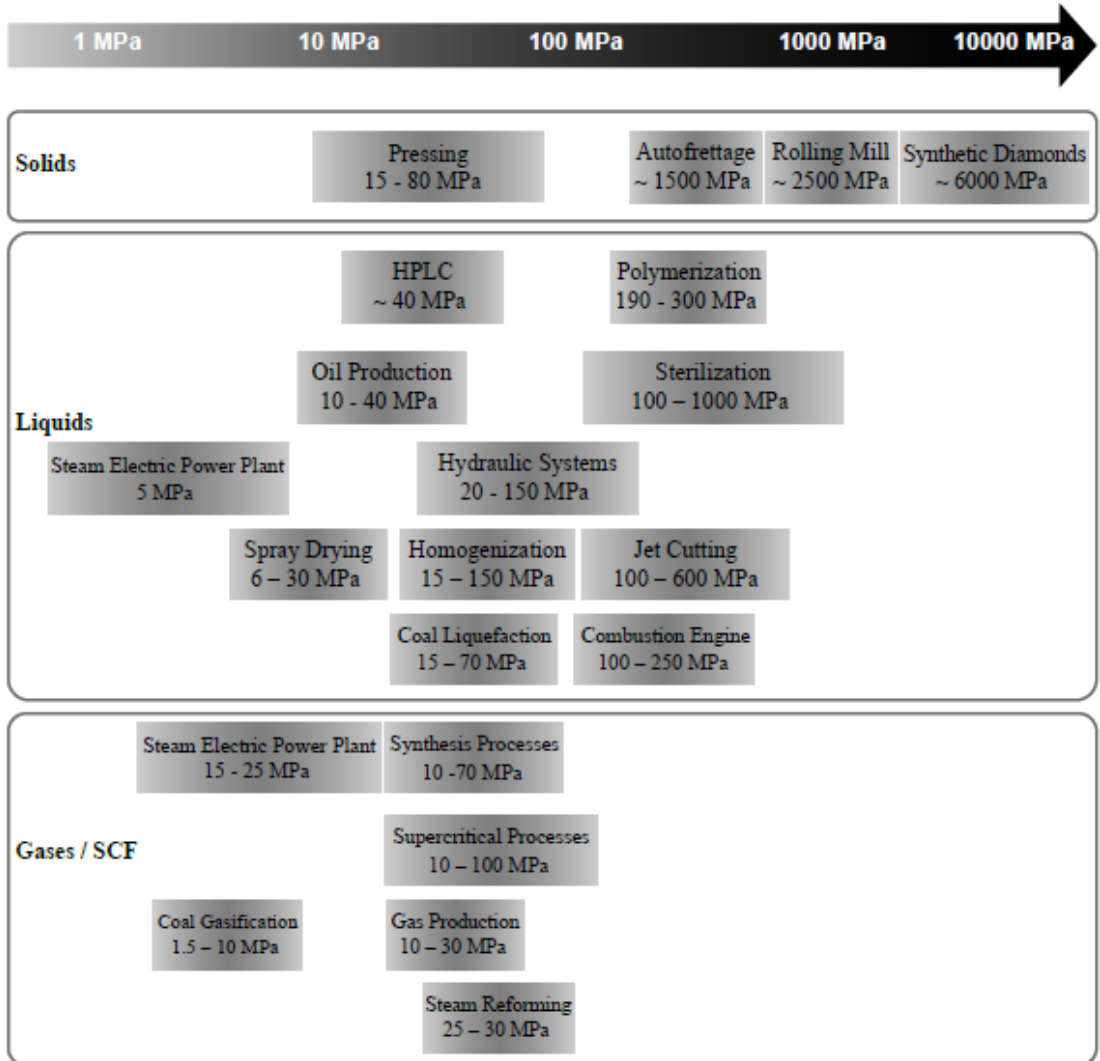 1 MPa 10 MPa 100 MPa 1000 MPa 10000 MPa
Solids
Pressing
15 - 80 MPa
Autofrettage
~ 1500 MPa
Rolling Mill
~ 2500 MPa
Synthetic Diamonds
~ 6000 MPa
Liquids
HPLC
~ 40 MPa
Polymerization
190 - 300 MPa
Oil Production
10 - 40 MPa
Sterilization
100 – 1000 MPa
Steam Electric Power Plant
5 MPa
Hydraulic Systems
20 - 150 MPa
Spray Drying
6 – 30 MPa
Homogenization
15 – 150 MPa
Jet Cutting
100 – 600 MPa
Coal Liquefaction
15 – 70 MPa
Combustion Engine
100 – 250 MPa
Gases / SCF
Steam Electric Power Plant
15 - 25 MPa
Synthesis Processes
10 -70 MPa
Supercritical Processes
10 – 100 MPa
Coal Gasification
1.5 – 10 MPa
Gas Production
10 – 30 MPa
Steam Reforming
25 – 30 MPa